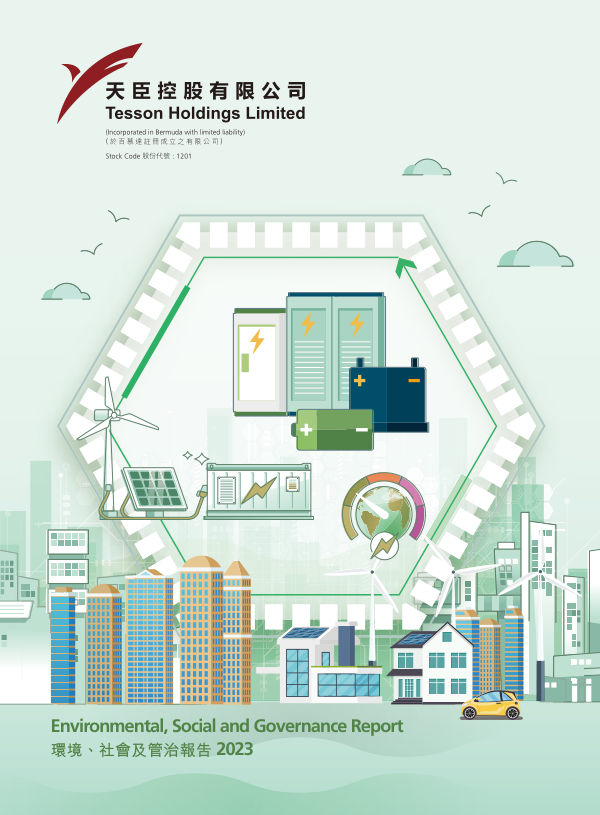 天臣控股有限公司
Tesson Holdings Limited
(Incorporated in Bermuda with limited liability)
(於百慕達註冊成立之有限公司)
Stock Code 股份代號 : 1201
Environmental, Social and Governance Report
環境、社會及管治報告 2023